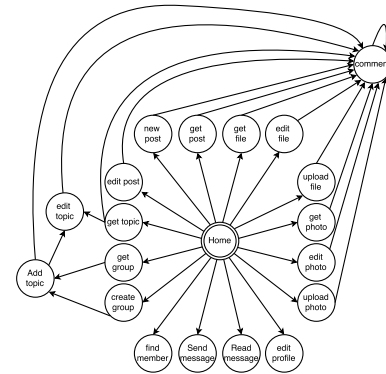 commen
new
post
get
post
get
file
edit
file
edit post
upload
file
edit
topic
get topic
get
photo
Home
Add
topic
get
group
edit
photo
create
group
upload
photo
find
member
Send
message
Read
message
edit
profile